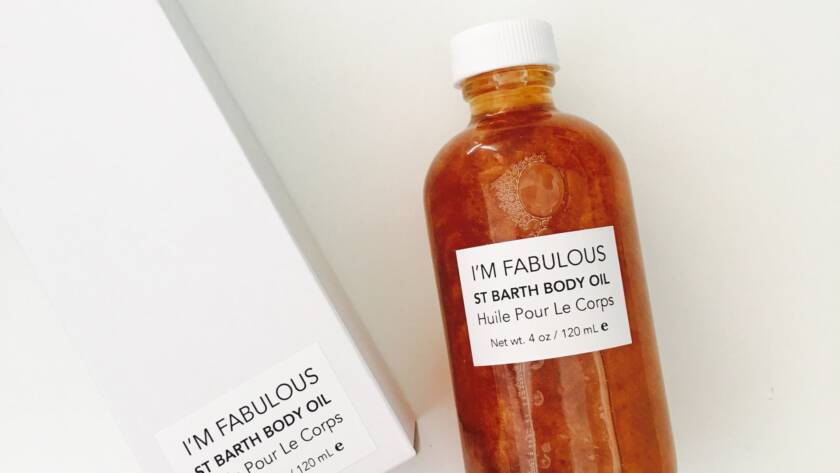 I'M FABULOUS
ST BARTH BODY OIL
Huile Pour Le Corps
Net wt. 4 oz / 120 mL e
I'M FABULOUS
ST BARTH BODY OIL
Pour Le Corps
/ 120 mL e